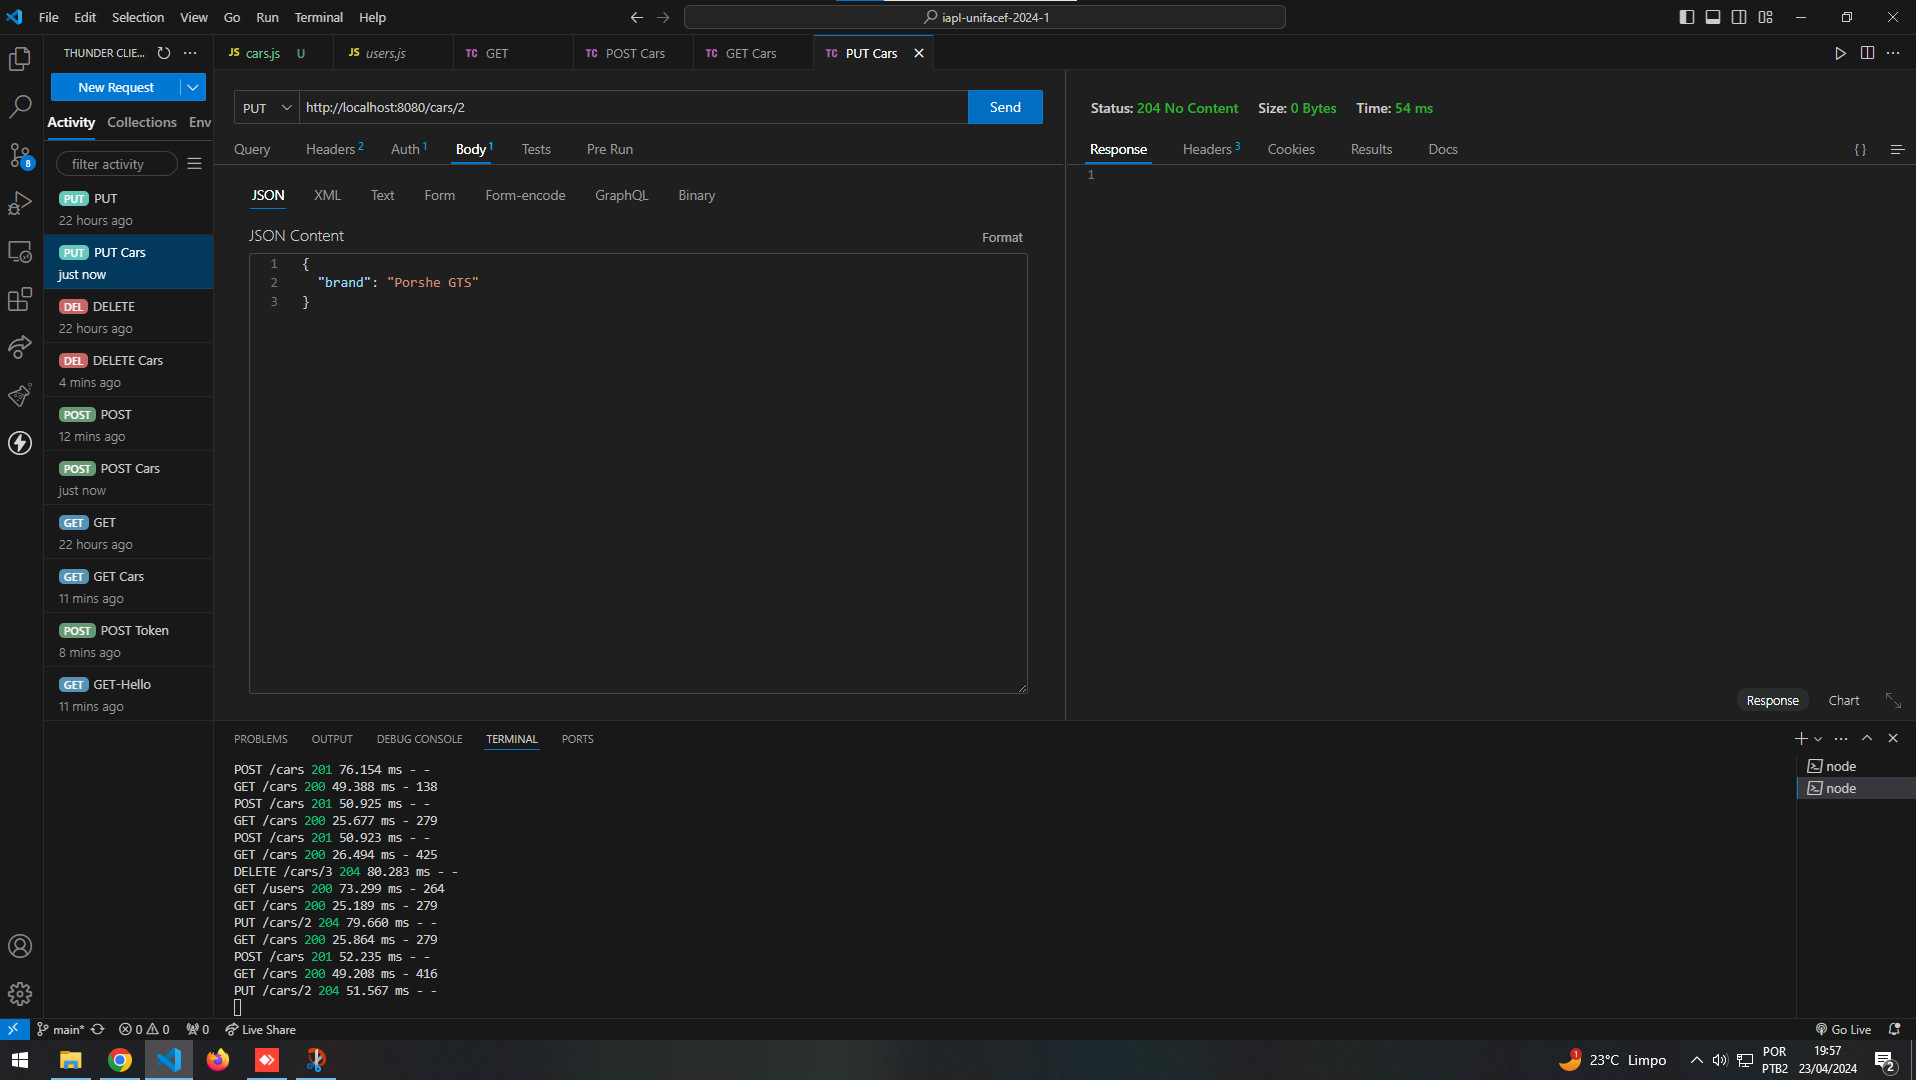 File Edit Selection View Go Run Terminal Help
iapl-unifacef-2024-1
THUNDER CLIE...
JS cars.js U
JS users.js
TC GET
TC POST Cars
TC GET Cars
TC PUT Cars
New Request
PUT http://localhost:8080/cars/2 Send
Status: 204 No Content Size: 0 Bytes Time: 54 ms
Activity Collections Env
Query Headers 2 Auth 1 Body 1 Tests Pre Run
Response Headers 3 Cookies Results Docs { }
filter activity
1
JSON XML Text Form Form-encode GraphQL Binary
JSON Content Format
1 {
2 "brand": "Porshe GTS"
3 }
PUT PUT
22 hours ago
PUT PUT Cars
just now
DEL DELETE
22 hours ago
DEL DELETE Cars
4 mins ago
POST POST
12 mins ago
POST POST Cars
just now
GET GET
22 hours ago
GET GET Cars
11 mins ago
POST POST Token
8 mins ago
GET GET-Hello
11 mins ago
8
Response Chart
PROBLEMS OUTPUT DEBUG CONSOLE TERMINAL PORTS
POST /cars 201 76.154 ms - -
GET /cars 200 49.388 ms - 138
POST /cars 201 50.925 ms - -
GET /cars 200 25.677 ms - 279
POST /cars 201 50.923 ms - -
GET /cars 200 26.494 ms - 425
DELETE /cars/3 204 80.283 ms - -
GET /users 200 73.299 ms - 264
GET /cars 200 25.189 ms - 279
PUT /cars/2 204 79.660 ms - -
GET /cars 200 25.864 ms - 279
POST /cars 201 52.235 ms - -
GET /cars 200 49.208 ms - 416
PUT /cars/2 204 51.567 ms - -
node
node
main* 0 0 0 Live Share
Go Live
1 23°C Limpo
POR
PTB2
19:57
23/04/2024
2